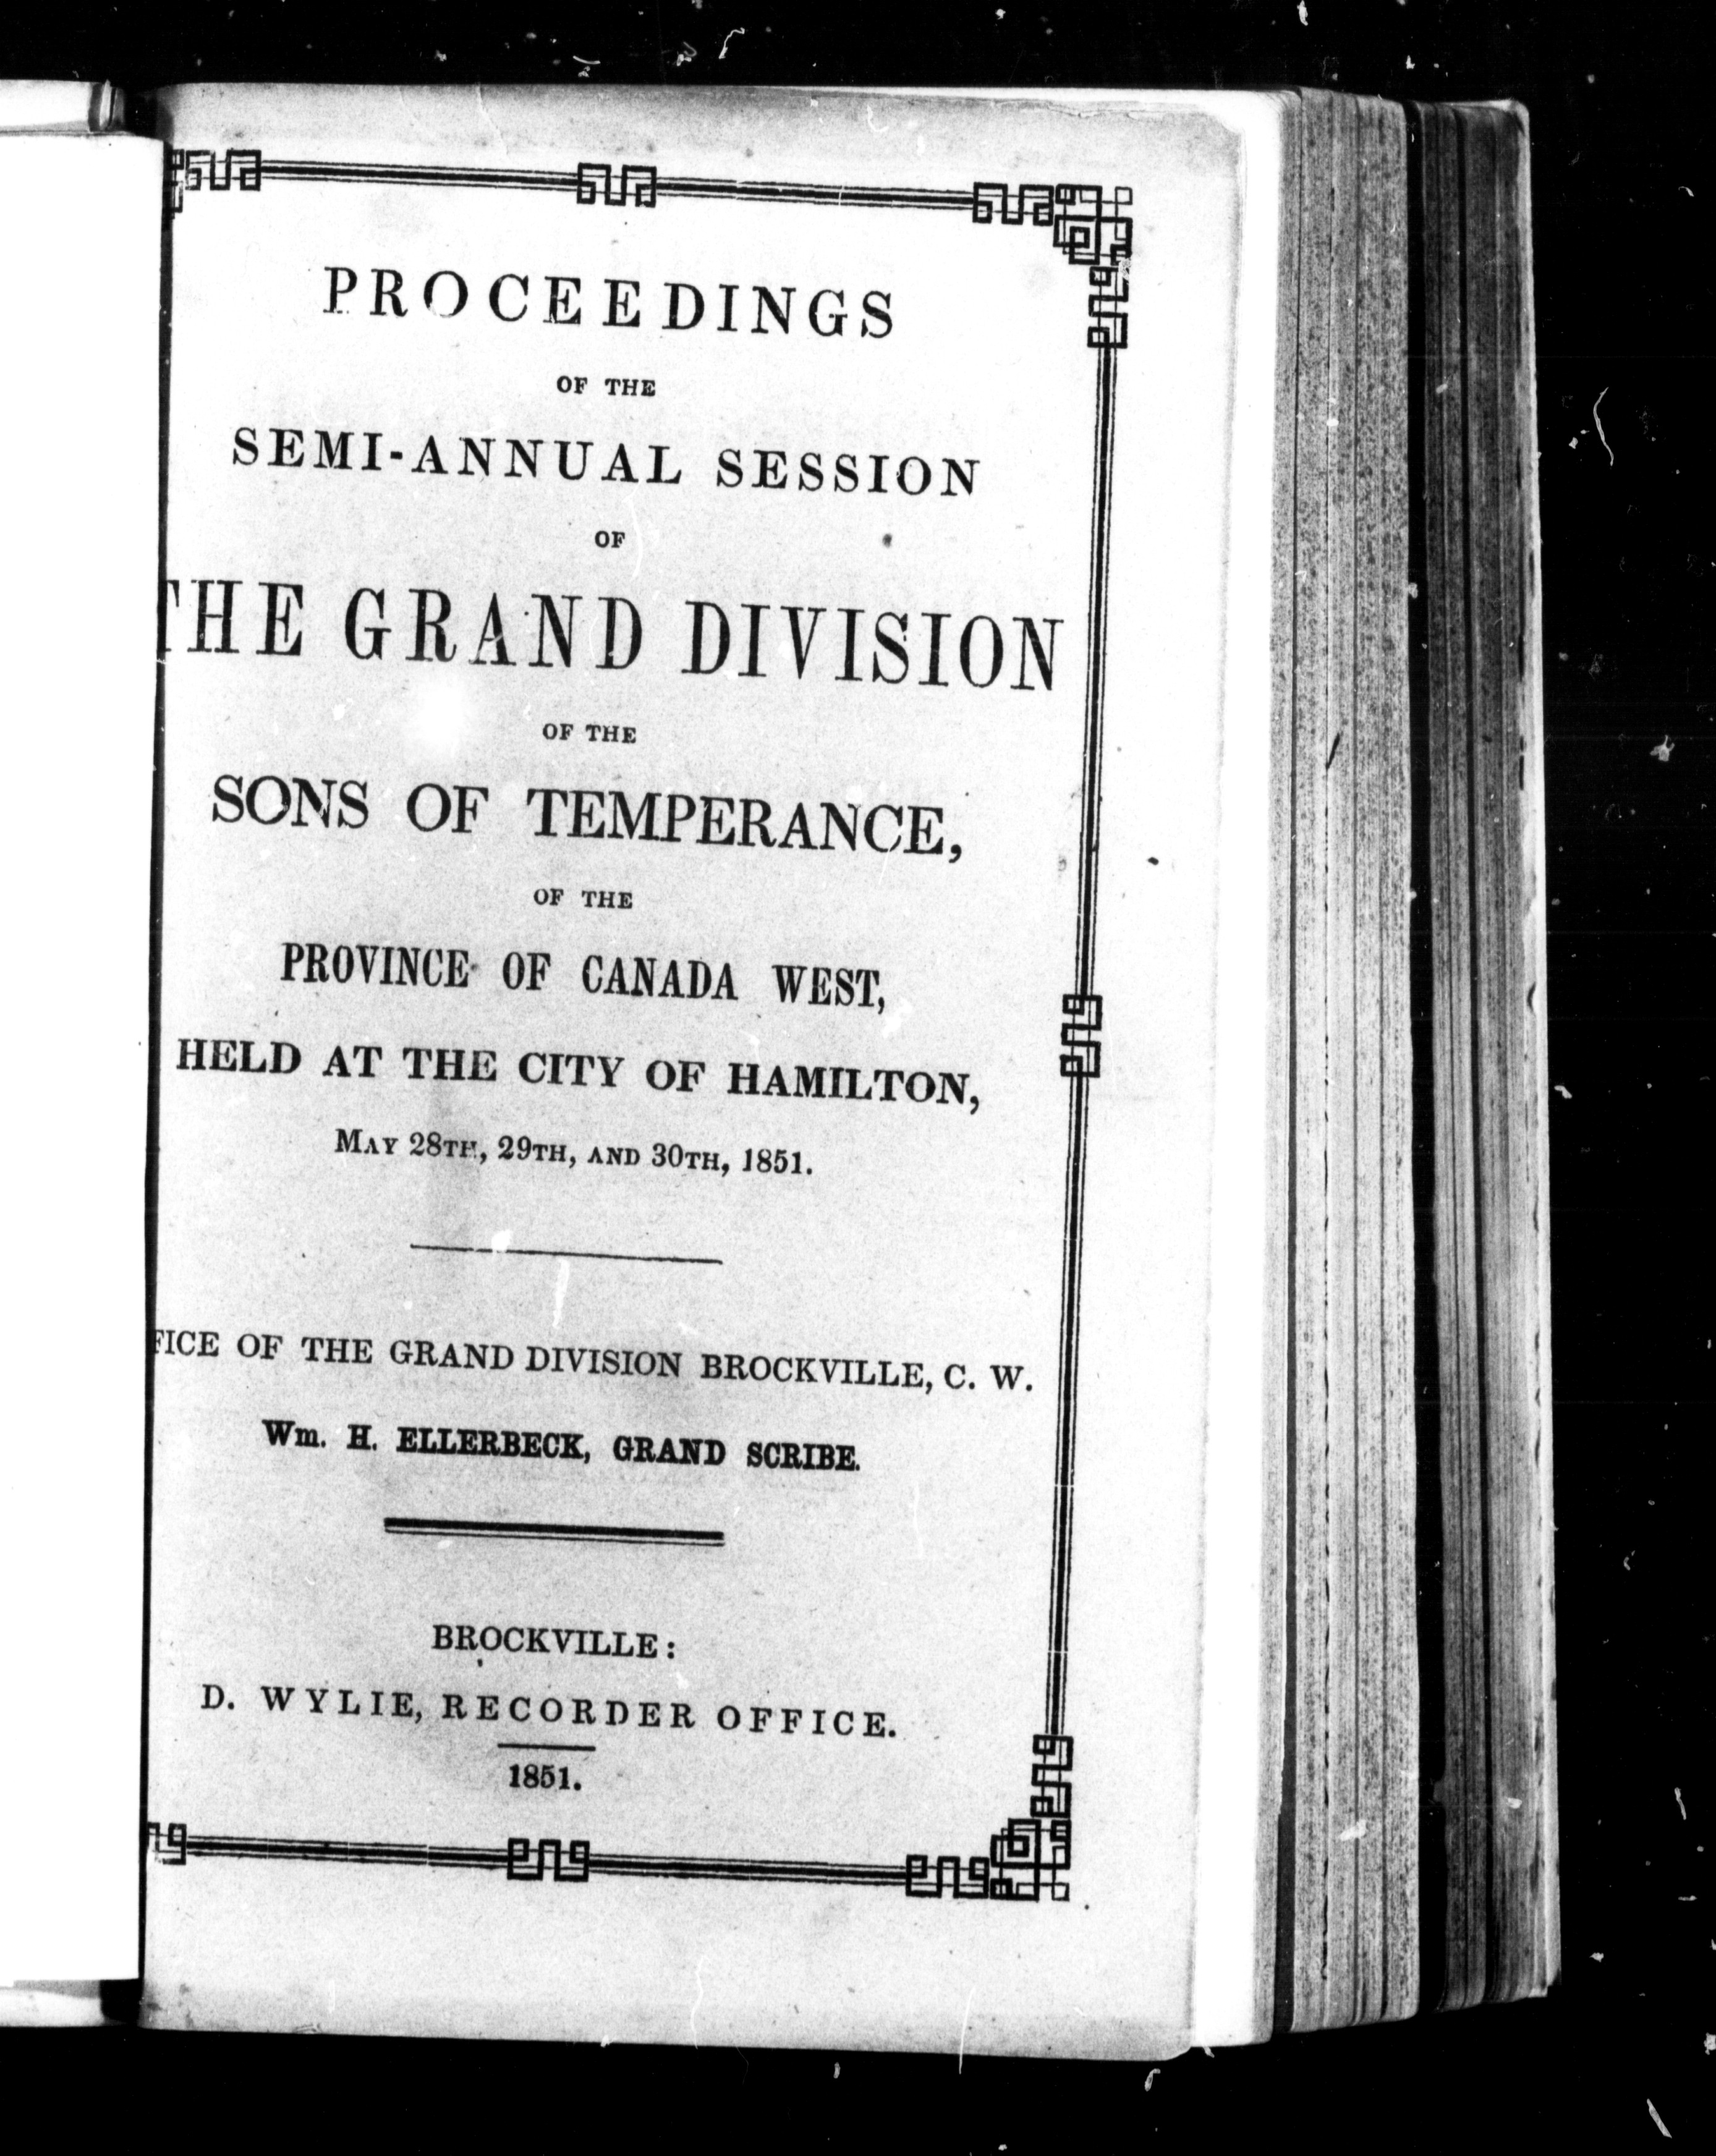 PROCEEDINGS
OF THE
SEMI-ANNUAL SESSION
OF
THE GRAND DIVISION
OF THE
SONS OF TEMPERANCE,
OF THE
PROVINCE OF CANADA WEST,
HELD AT THE CITY OF HAMILTON,
MAY 28TH, 29TH, AND 30TH, 1851.
FICE OF THE GRAND DIVISION BROCKVILLE, C. W.
Wm. H. ELLERBECK, GRAND SCRIBE.
BROCKVILLE:
D. WYLIE, RECORDER OFFICE.
1851.